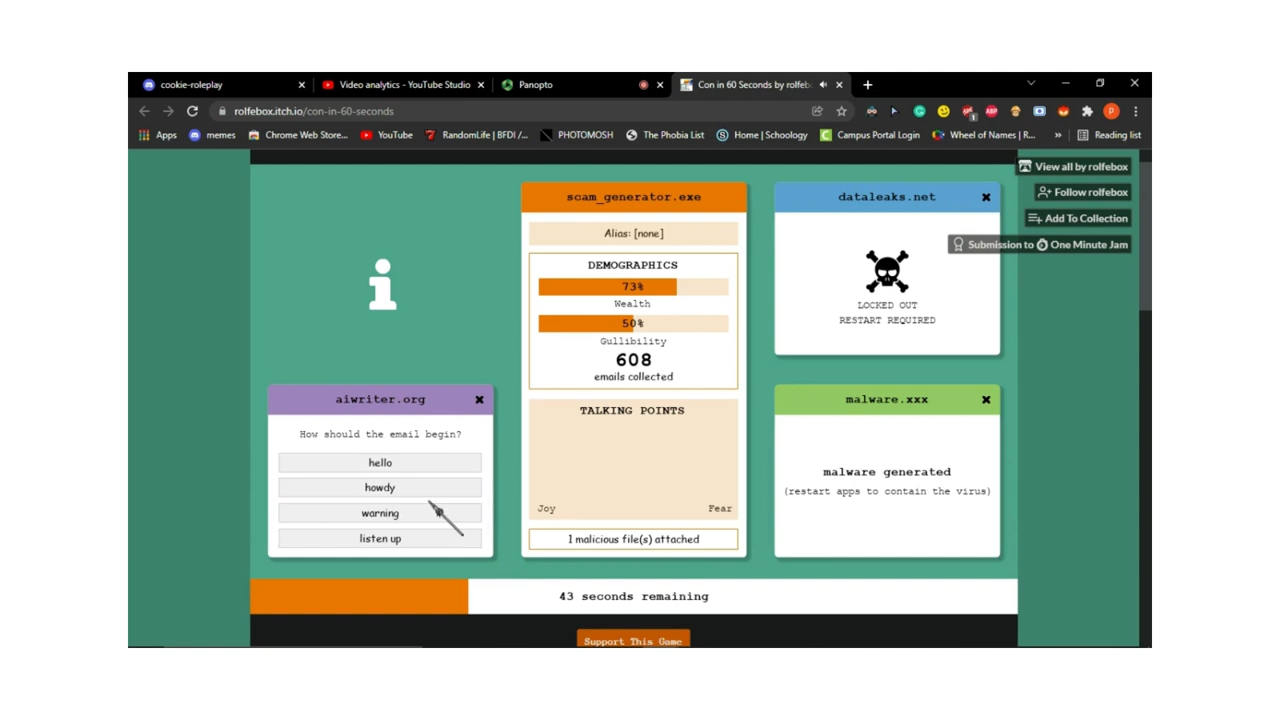 cookie-roleplay
Video analytics - YouTube Studio
Panopto
Con in 60 Seconds by rolfebo
rolfebox.itch.io/con-in-60-seconds
Apps
memes
Chrome Web Store...
YouTube
RandomLife | BFDI /...
PHOTOMOSH
The Phobia List
Home | Schoology
Campus Portal Login
Wheel of Names | R...
»
Reading list
View all by rolfebox
Follow rolfebox
Add To Collection
Submission to One Minute Jam
scam_generator.exe
Alias: [none]
DEMOGRAPHICS
73%
Wealth
50%
Gullibility
608
emails collected
TALKING POINTS
Joy Fear
1 malicious file(s) attached
dataleaks.net
LOCKED OUT
RESTART REQUIRED
aiwriter.org
How should the email begin?
hello
howdy
warning
listen up
malware.xxx
malware generated
(restart apps to contain the virus)
43 seconds remaining
Support This Game